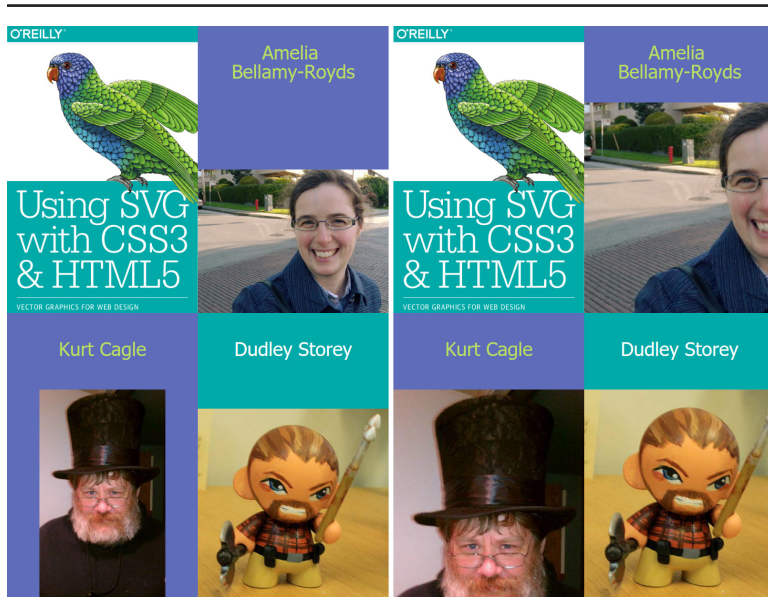 O'REILLY
Using SVG
with CSS3
& HTML5
VECTOR GRAPHICS FOR WEB DESIGN
Amelia
Bellamy-Royds
Kurt Cagle
Dudley Storey
O'REILLY
Using SVG
with CSS3
& HTML5
VECTOR GRAPHICS FOR WEB DESIGN
Amelia
Bellamy-Royds
Kurt Cagle
Dudley Storey